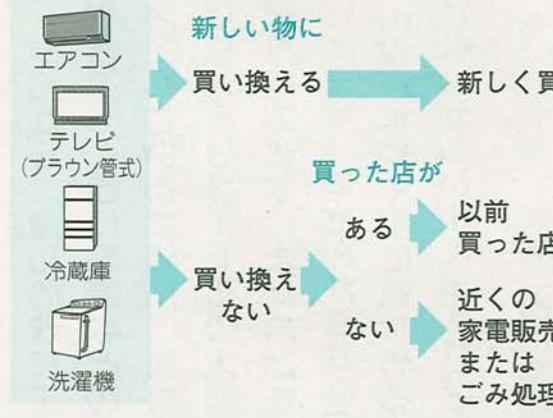 エアコン
テレビ
(ブラウン管式)
冷蔵庫
洗濯機
新しい物に
買い換える
新しく買
買い換え
ない
買った店が
ある
以前
買った店
ない
近くの
家電販売
または
ごみ処理